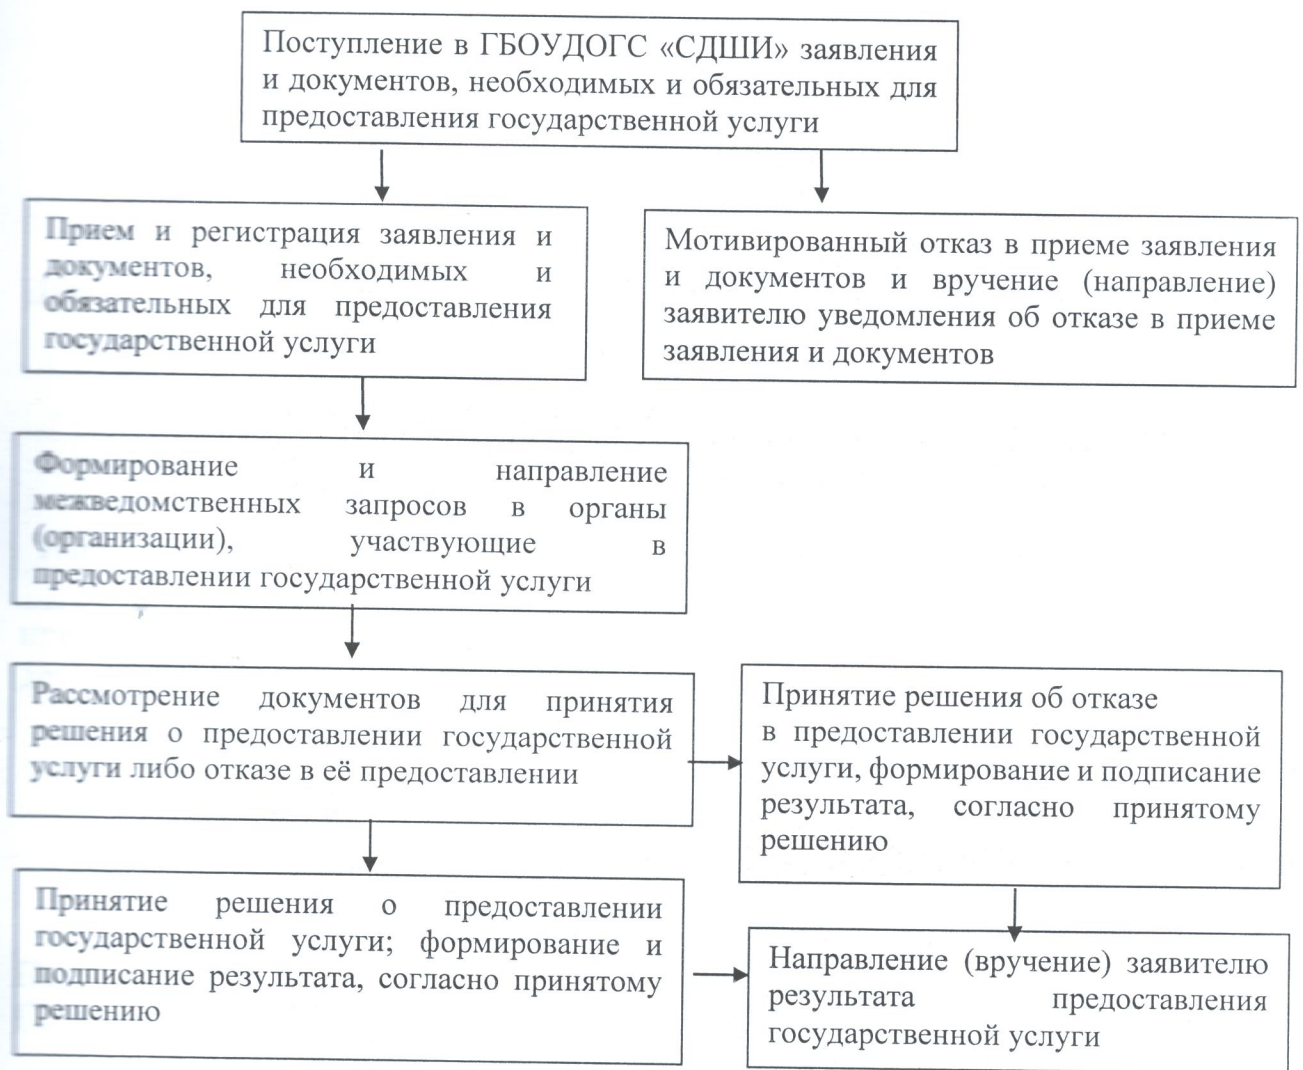 Поступление в ГБОУДОГС «СДШИ» заявления
и документов, необходимых и обязательных для
предоставления государственной услуги
Прием и регистрация заявления и
документов, необходимых и
обязательных для предоставления
государственной услуги
Мотивированный отказ в приеме заявления
и документов и вручение (направление)
заявителю уведомления об отказе в приеме
заявления и документов
Формирование и направление
межведомственных запросов в органы
(организации), участвующие в
предоставлении государственной услуги
Рассмотрение документов для принятия
решения о предоставлении государственной
услуги либо отказе в её предоставлении
Принятие решения об отказе
в предоставлении государственной
услуги, формирование и подписание
результата, согласно принятому
решению
Принятие решения о предоставлении
государственной услуги; формирование и
подписание результата, согласно принятому
решению
Направление (вручение) заявителю
результата предоставления
государственной услуги